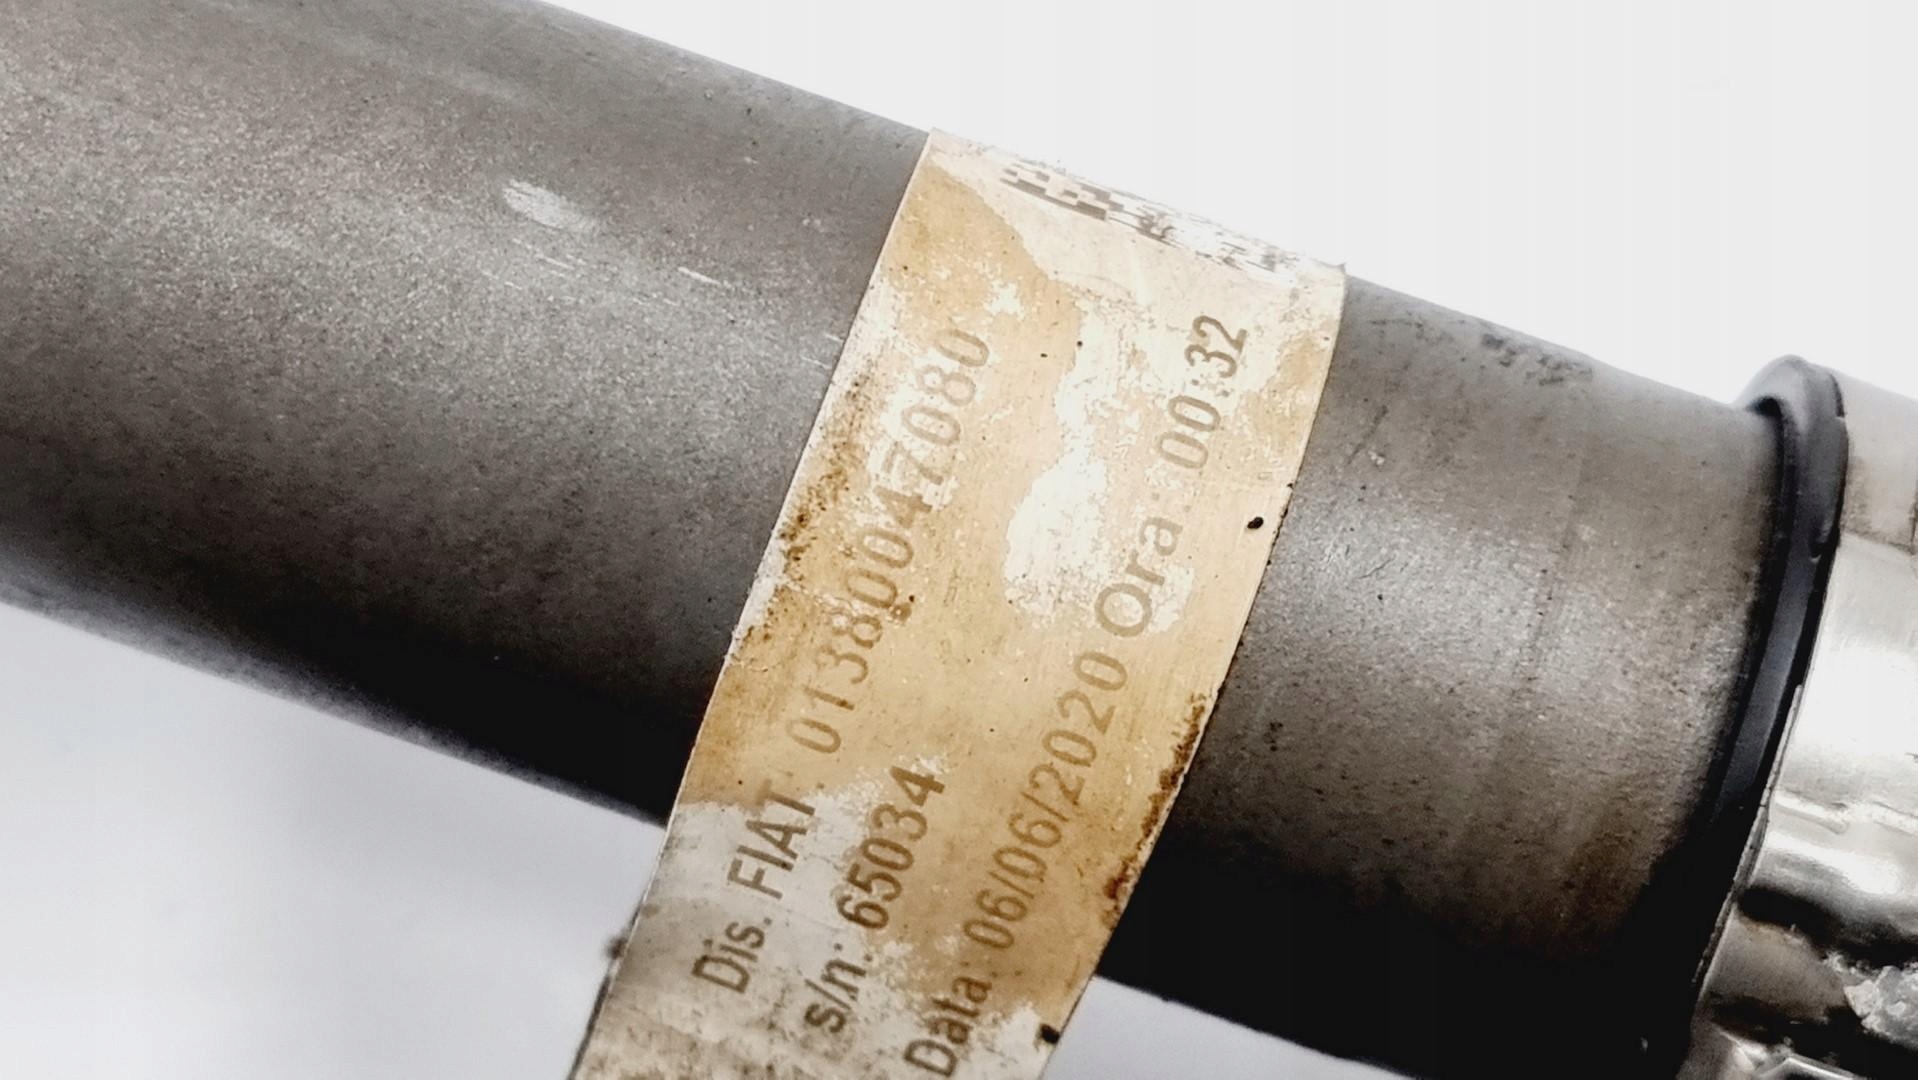 Dis. FIAT 01380047080
s/n: 65034
Data: 06/06/2020 Ora: 00:32